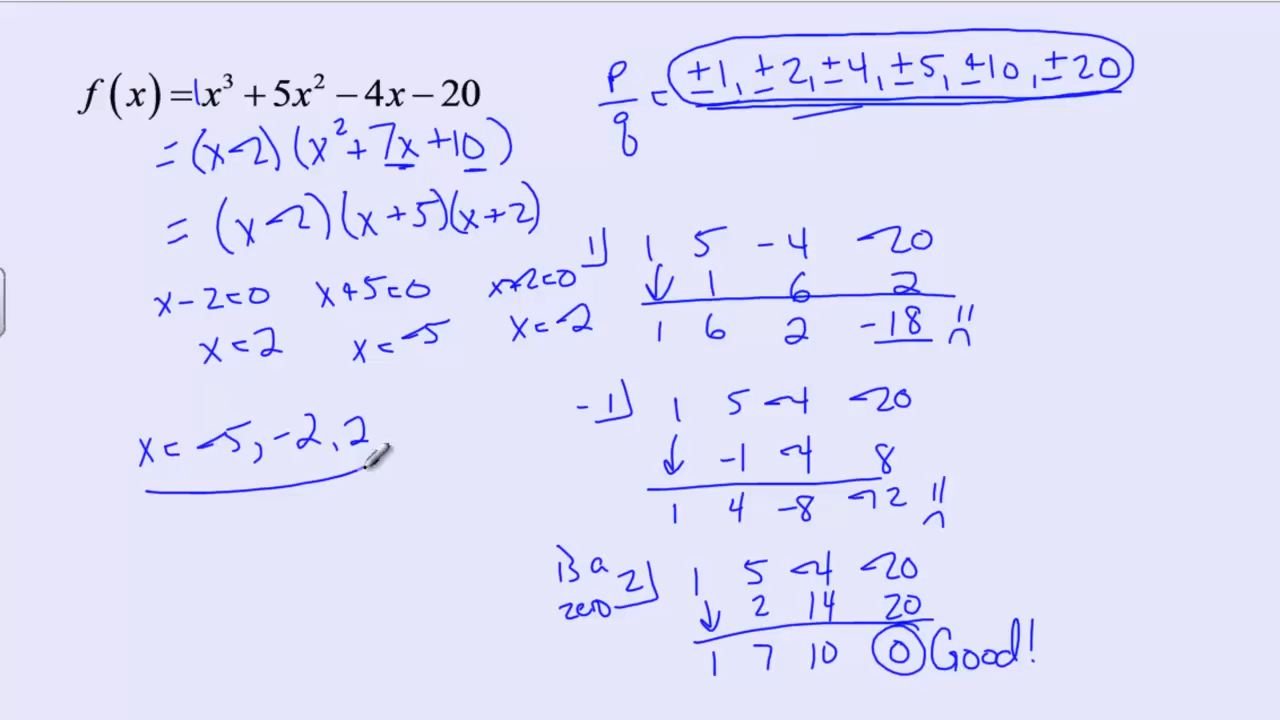 f(x) = 1x³ + 5x² − 4x − 20
= (x-2)(x²+7x+10)
= (x-2)(x+5)(x+2)
x-2=0 x+5=0 x+2=0
x=2 x=-5 x=-2
x= -5, -2, 2
p/q = ±1, ±2, ±4, ±5, ±10, ±20
1) 1 5 -4 -20
↓ 1 6 2
1 6 2 -18
-1) 1 5 -4 -20
↓ -1 -4 8
1 4 -8 -12
is a zero 2) 1 5 -4 -20
↓ 2 14 20
1 7 10 0 Good!